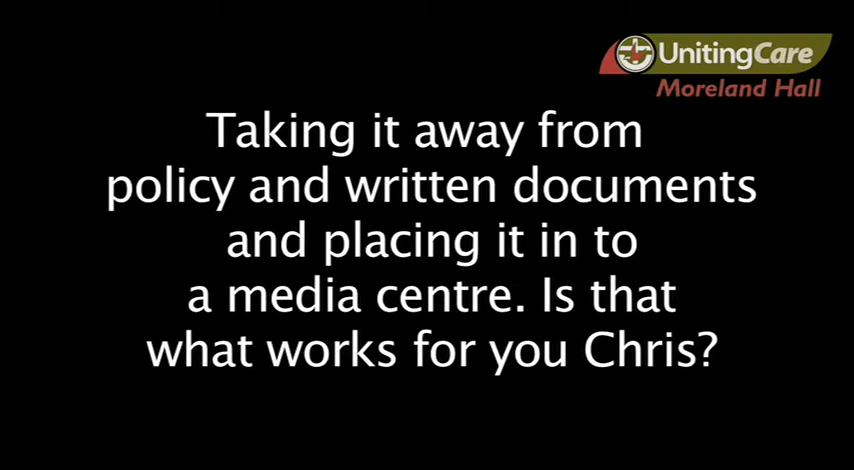 UnitingCare
Moreland Hall
Taking it away from
policy and written documents
and placing it in to
a media centre. Is that
what works for you Chris?